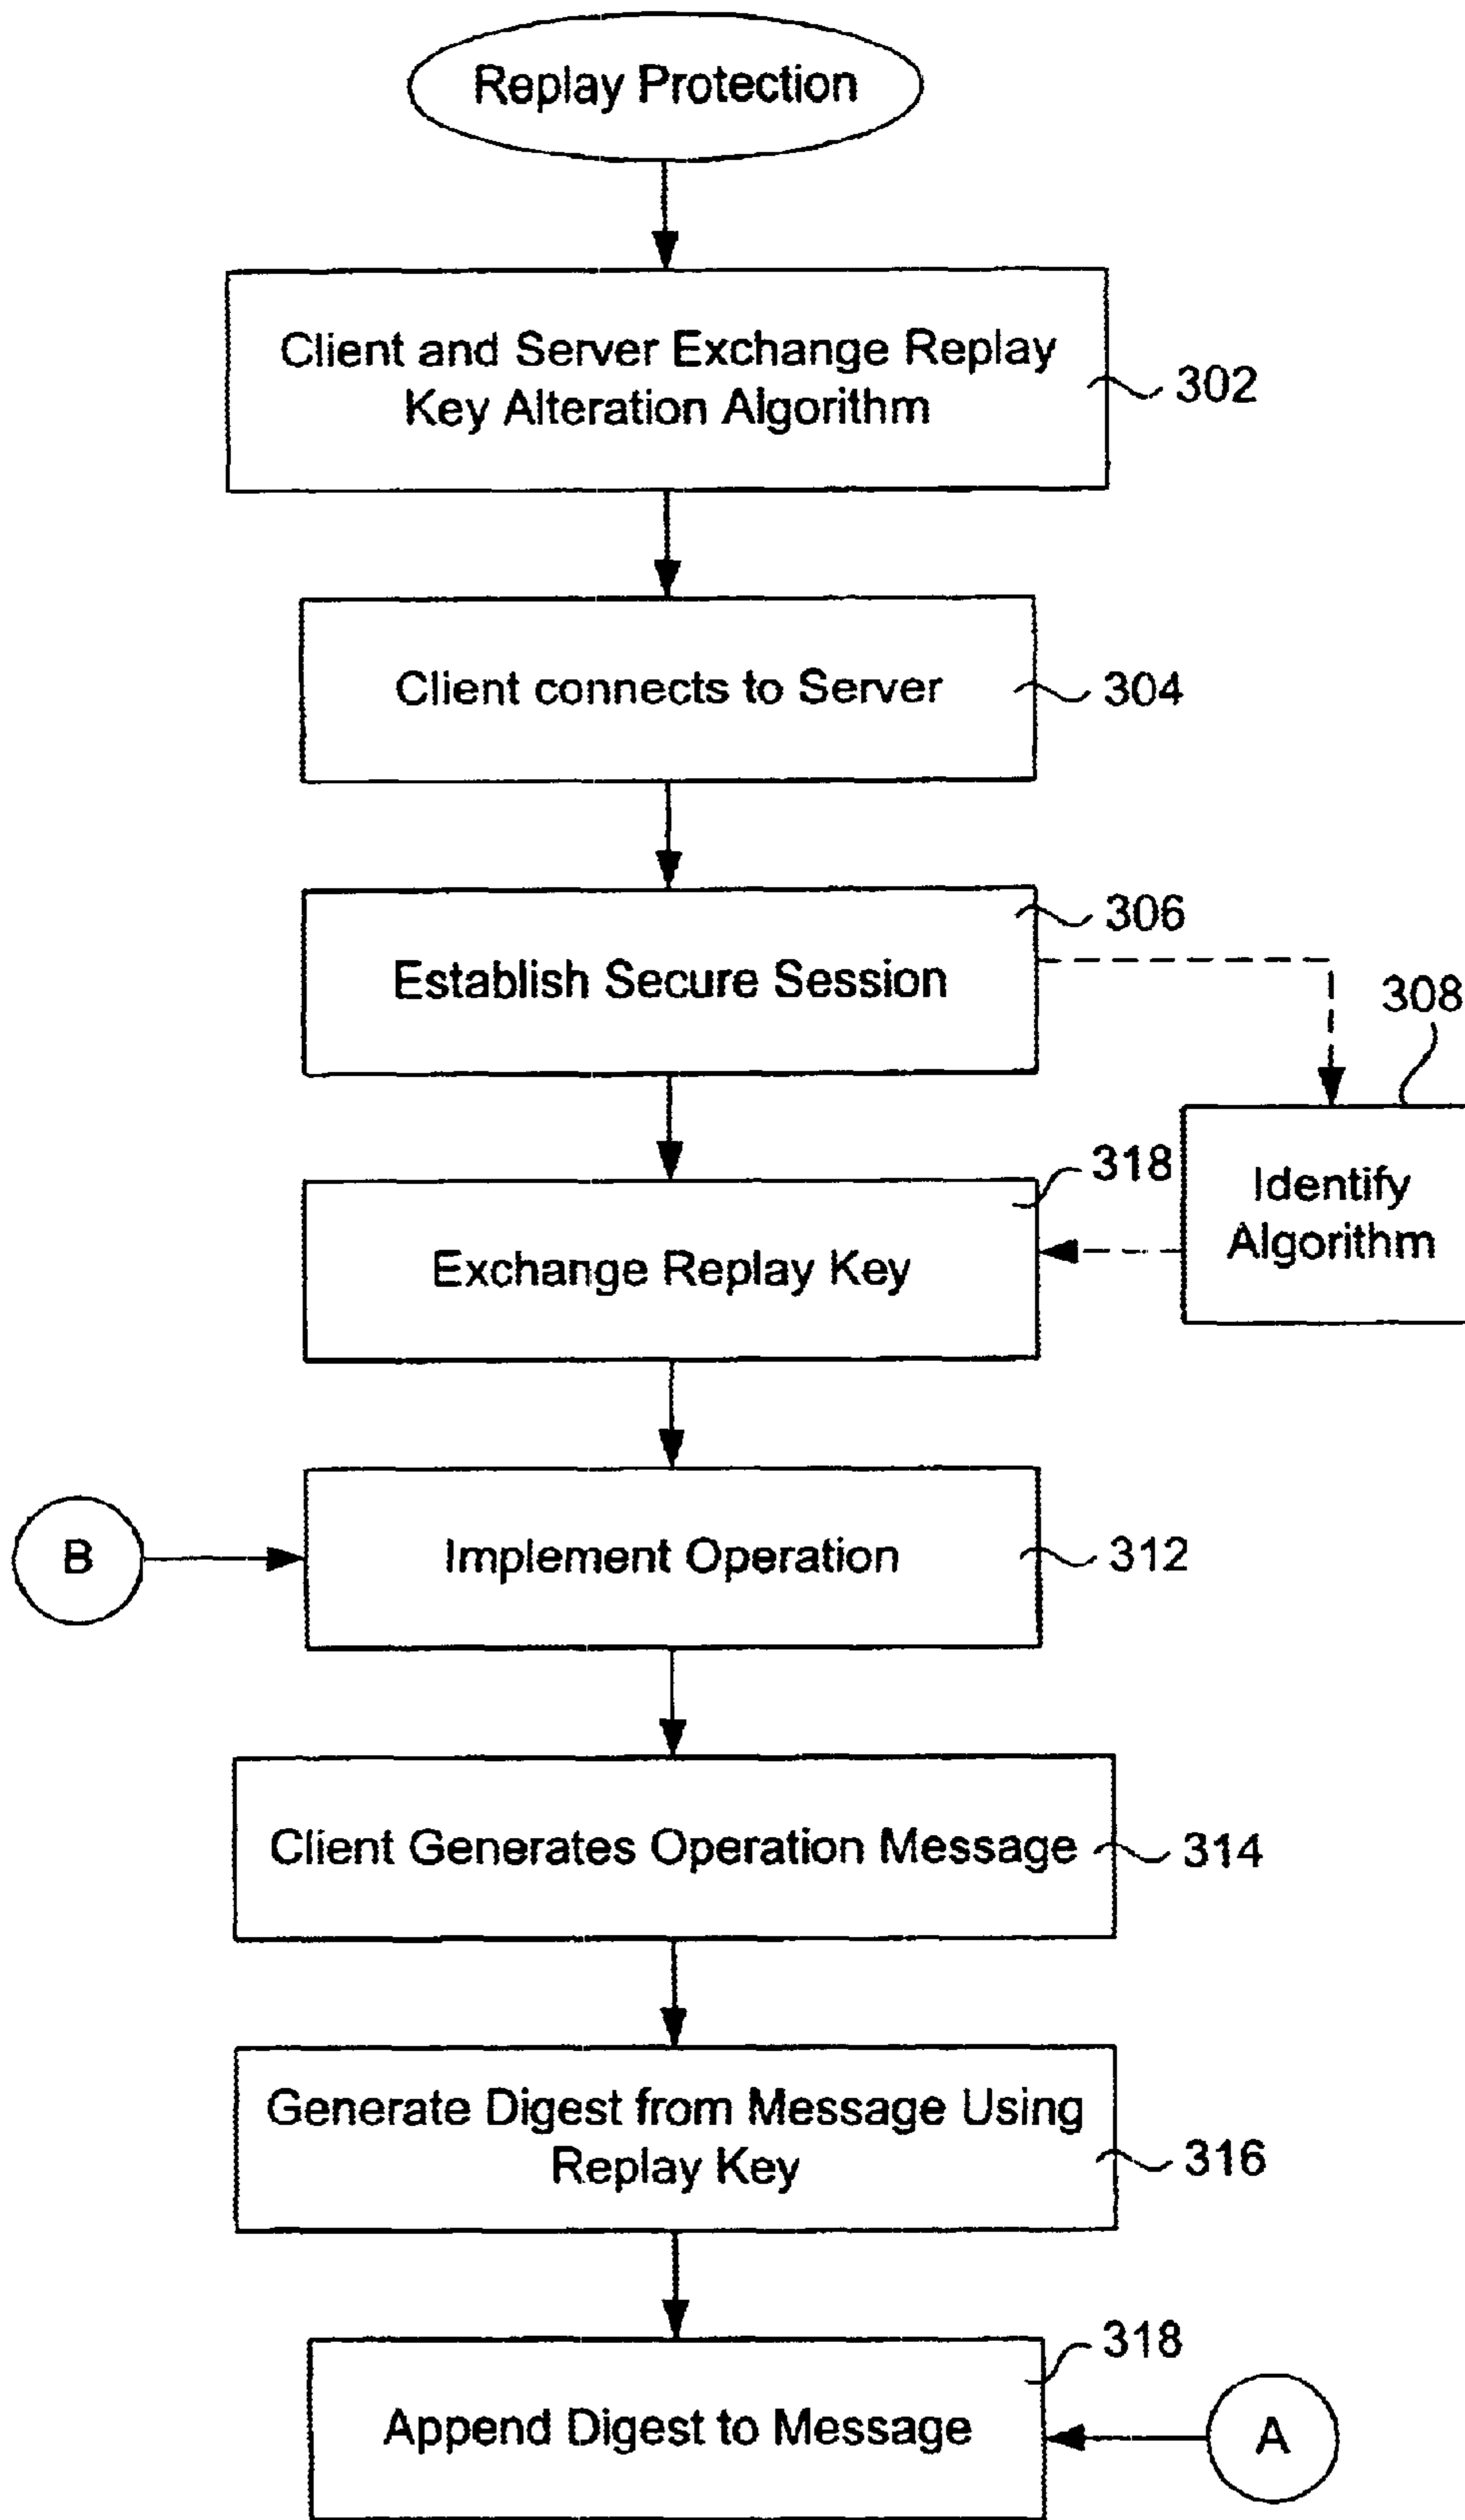 Replay Protection
Client and Server Exchange Replay
Key Alteration Algorithm
302
Client connects to Server
304
306
Establish Secure Session
308
318
Identify
Algorithm
Exchange Replay Key
B
Implement Operation
312
Client Generates Operation Message
314
Generate Digest from Message Using
Replay Key
316
318
Append Digest to Message
A